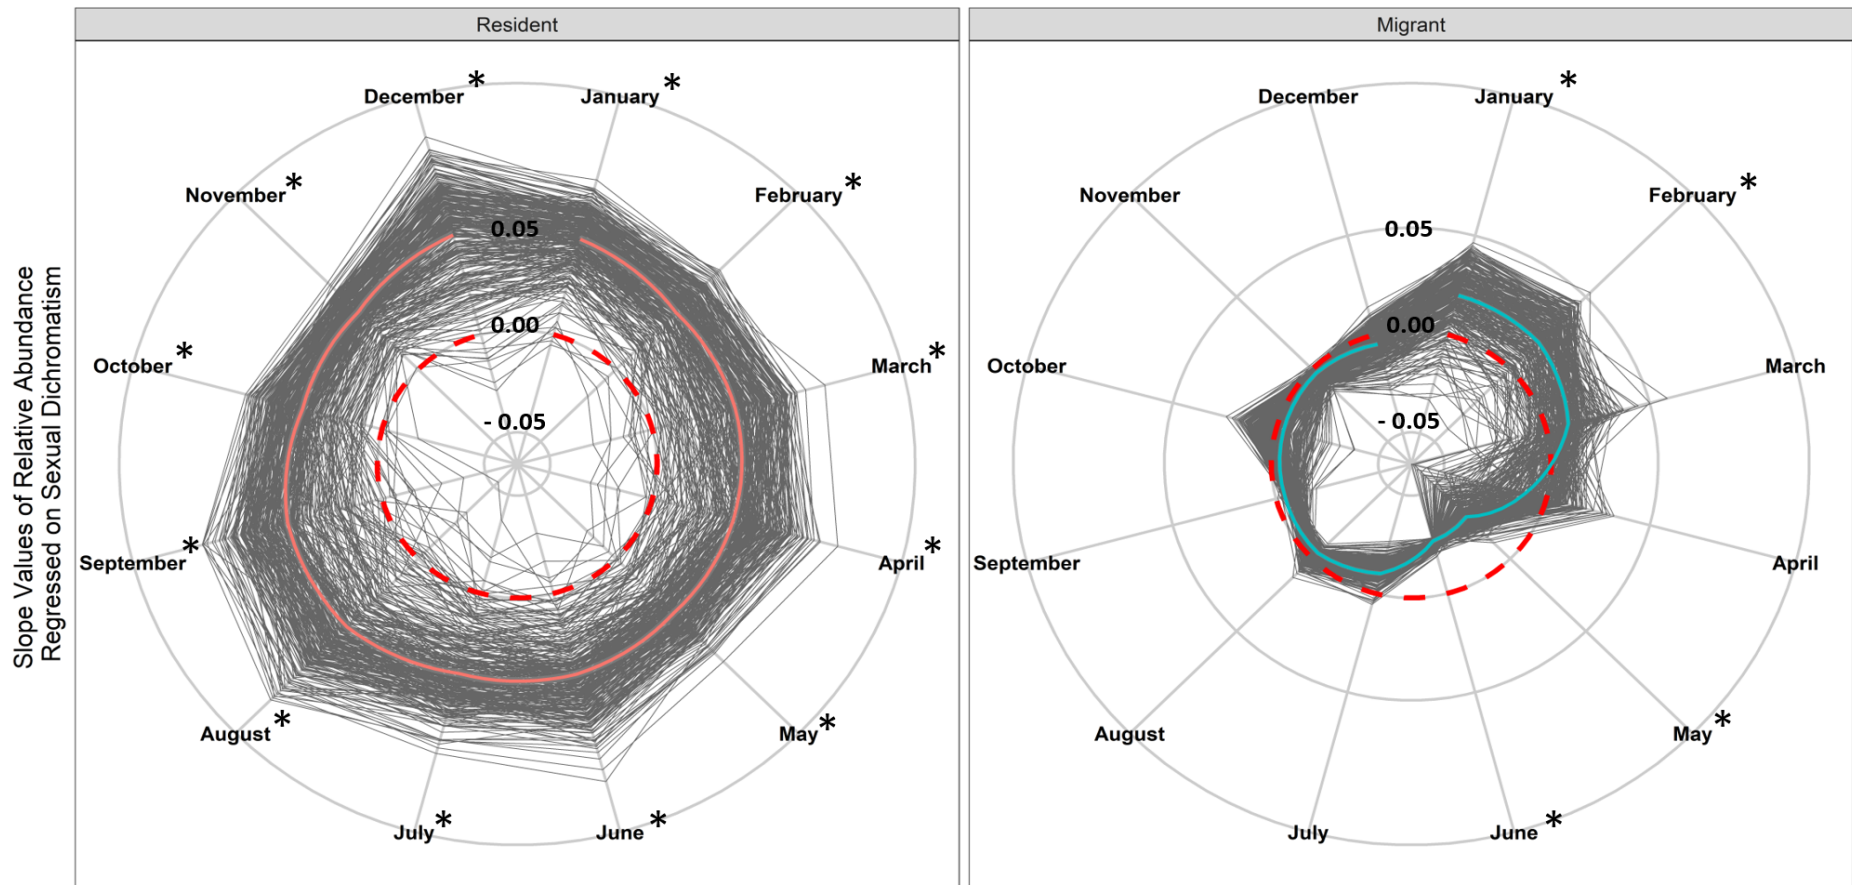 Slope Values of Relative Abundance
Regressed on Sexual Dichromatism
Resident
December *
January *
November *
February *
0.05
October *
0.00
March *
- 0.05
September *
April *
August *
May *
July *
June *
Migrant
December
January *
November
February *
0.05
October
0.00
March
- 0.05
September
April
August
May *
July
June *